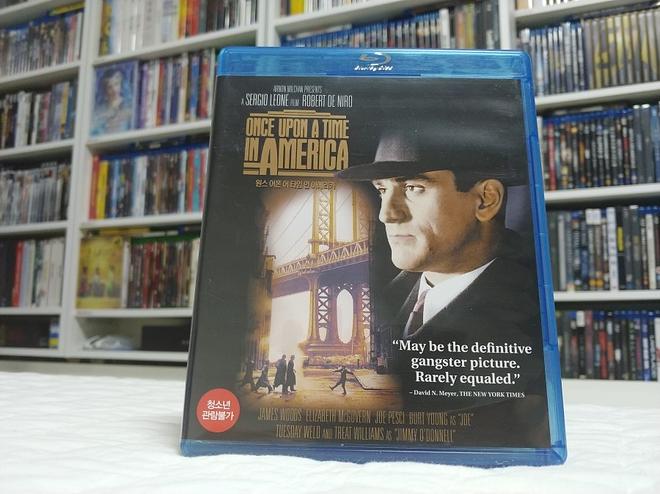 Blu-ray Disc
ARNON MILCHAN PRESENTS
A SERGIO LEONE FILM ROBERT DE NIRO
ONCE UPON A TIME
IN AMERICA
원스 어폰 어 타임 인 아메리카
“May be the definitive
gangster picture.
Rarely equaled.”
– David N. Meyer, THE NEW YORK TIMES
청소년
관람불가
JAMES WOODS ELIZABETH McGOVERN JOE PESCI BURT YOUNG AS "JOE"
TUESDAY WELD AND TREAT WILLIAMS AS "JIMMY O'DONNELL"